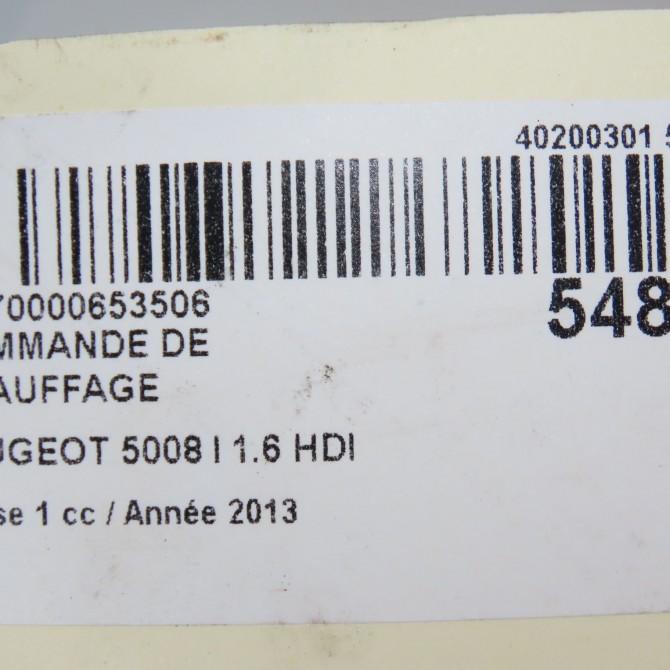 40200301 5
70000653506
548
MMANDE DE
AUFFAGE
UGEOT 5008 I 1.6 HDI
se 1 cc / Année 2013